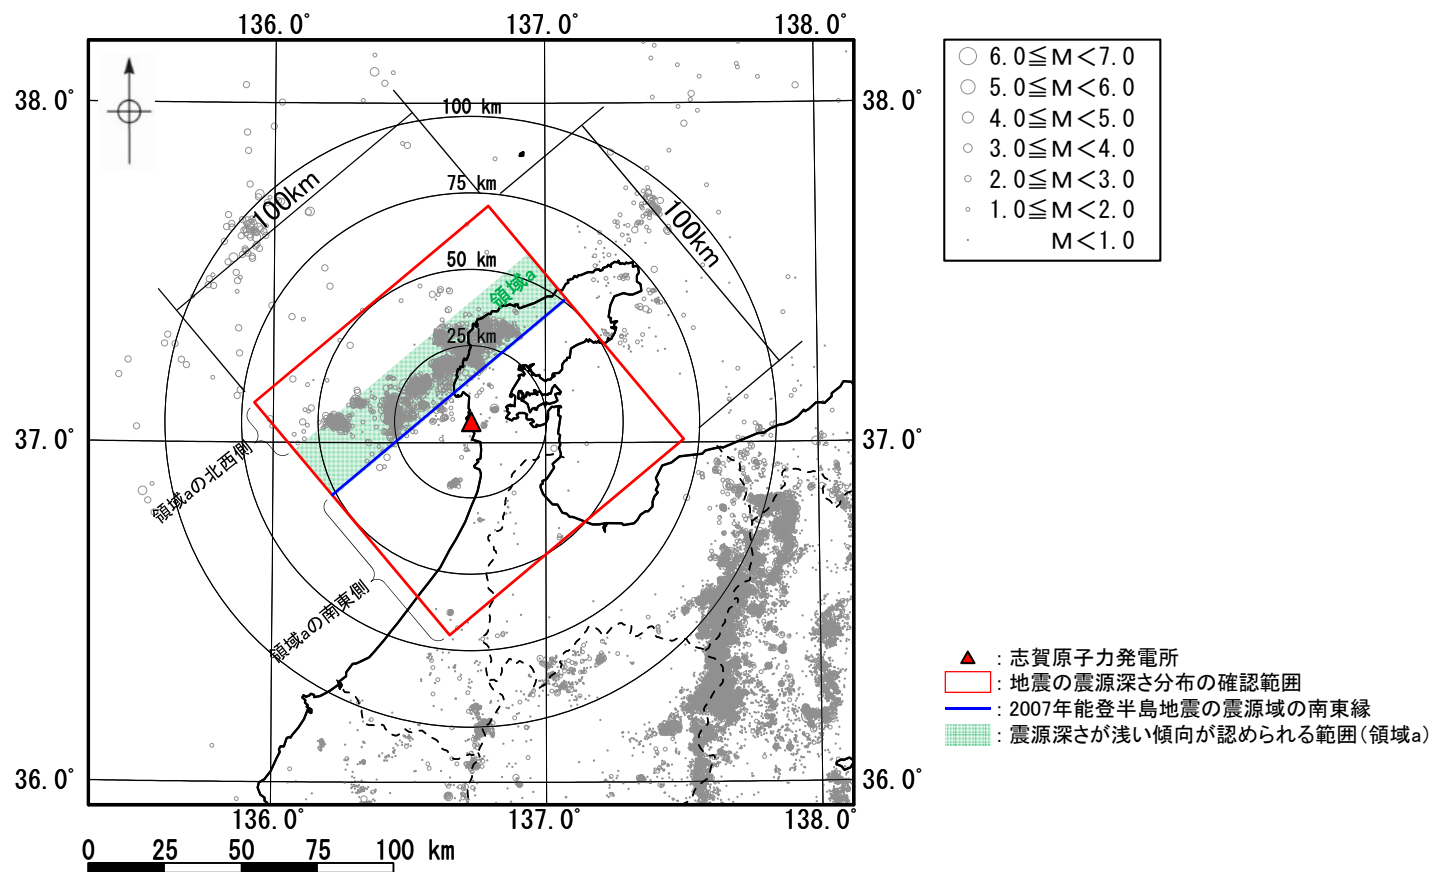 136.0°
137.0°
138.0°
38.0°
38.0°
100 km
75 km
100km
100km
50 km
領域a
25 km
37.0°
37.0°
領域aの北西側
領域aの南東側
36.0°
36.0°
136.0°
137.0°
138.0°
0 25 50 75 100 km
6.0≦M<7.0
5.0≦M<6.0
4.0≦M<5.0
3.0≦M<4.0
2.0≦M<3.0
1.0≦M<2.0
M<1.0
：志賀原子力発電所
：地震の震源深さ分布の確認範囲
：2007年能登半島地震の震源域の南東縁
：震源深さが浅い傾向が認められる範囲(領域a)